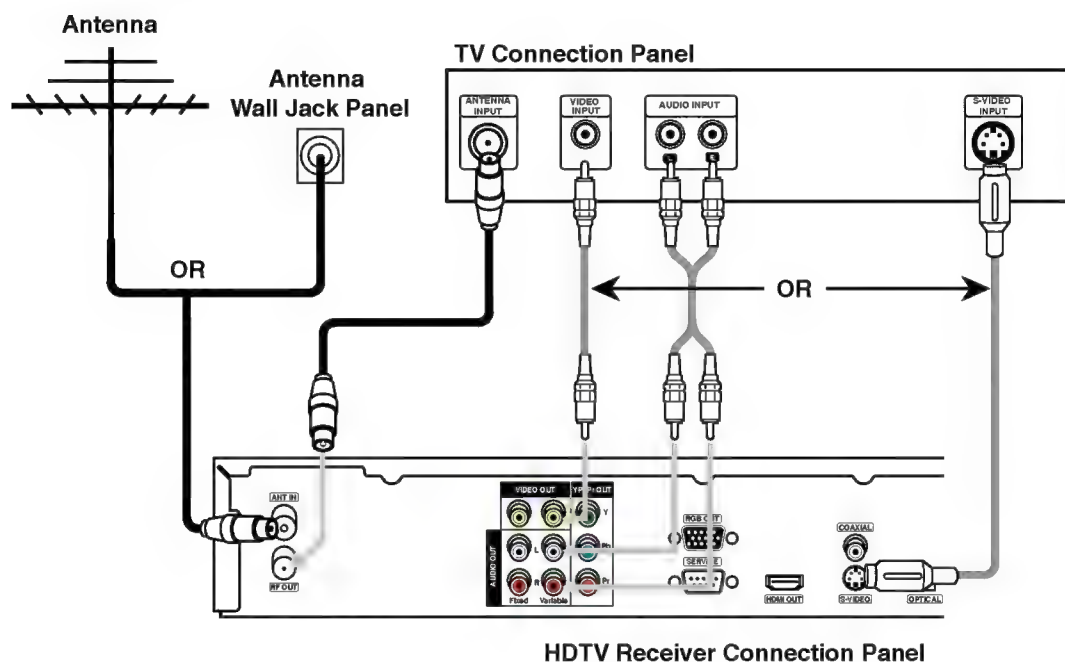 Antenna
Antenna
Wall Jack Panel
TV Connection Panel
ANTENNA
INPUT
VIDEO
INPUT
AUDIO INPUT
S-VIDEO
INPUT
OR
OR
ANT IN
RF OUT
VIDEO OUT
YPbPr OUT
AUDIO OUT
L
R
Fixed
Variable
Y
Pb
Pr
RGB OUT
SERVICE
HDMI OUT
COAXIAL
S-VIDEO
OPTICAL
HDTV Receiver Connection Panel